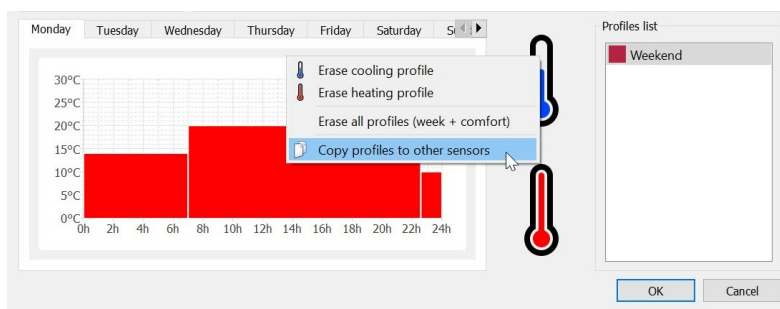 Monday Tuesday Wednesday Thursday Friday Saturday
Profiles list
Weekend
Erase cooling profile
Erase heating profile
Erase all profiles (week + comfort)
Copy profiles to other sensors
30°C
25°C
20°C
15°C
10°C
5°C
0°C
0h 2h 4h 6h 8h 10h 12h 14h 16h 18h 20h 22h 24h
OK Cancel